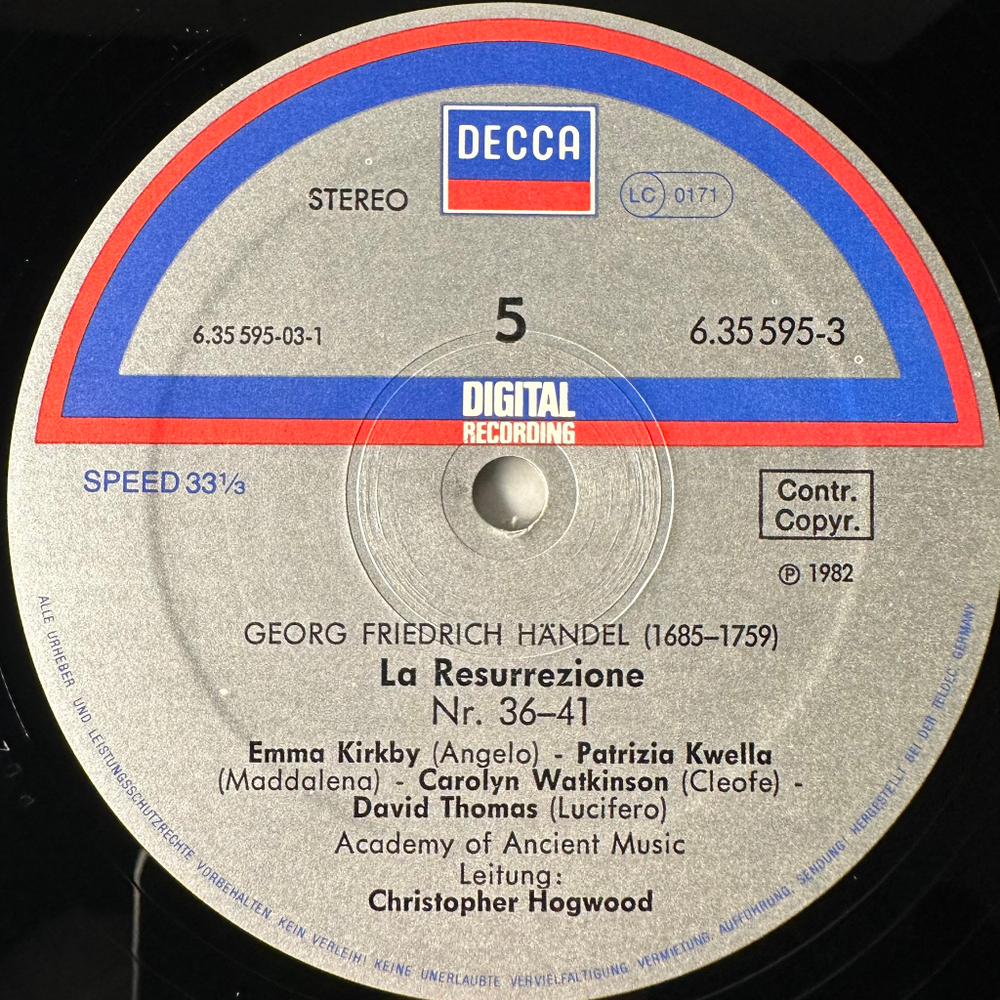 DECCA
STEREO
LC 0171
5
6.35 595-03-1
6.35 595-3
DIGITAL
RECORDING
SPEED 33⅓
Contr.
Copyr.
℗ 1982
GEORG FRIEDRICH HÄNDEL (1685–1759)
La Resurrezione
Nr. 36–41
Emma Kirkby (Angelo) - Patrizia Kwella
(Maddalena) - Carolyn Watkinson (Cleofe) -
David Thomas (Lucifero)
Academy of Ancient Music
Leitung:
Christopher Hogwood
ALLE URHEBER UND LEISTUNGSSCHUTZRECHTE VORBEHALTEN. KEIN VERLEIH! KEINE UNERLAUBTE VERVIELFÄLTIGUNG, VERMIETUNG, AUFFÜHRUNG, SENDUNG! HERGESTELLT BEI DER TELDEC GERMANY